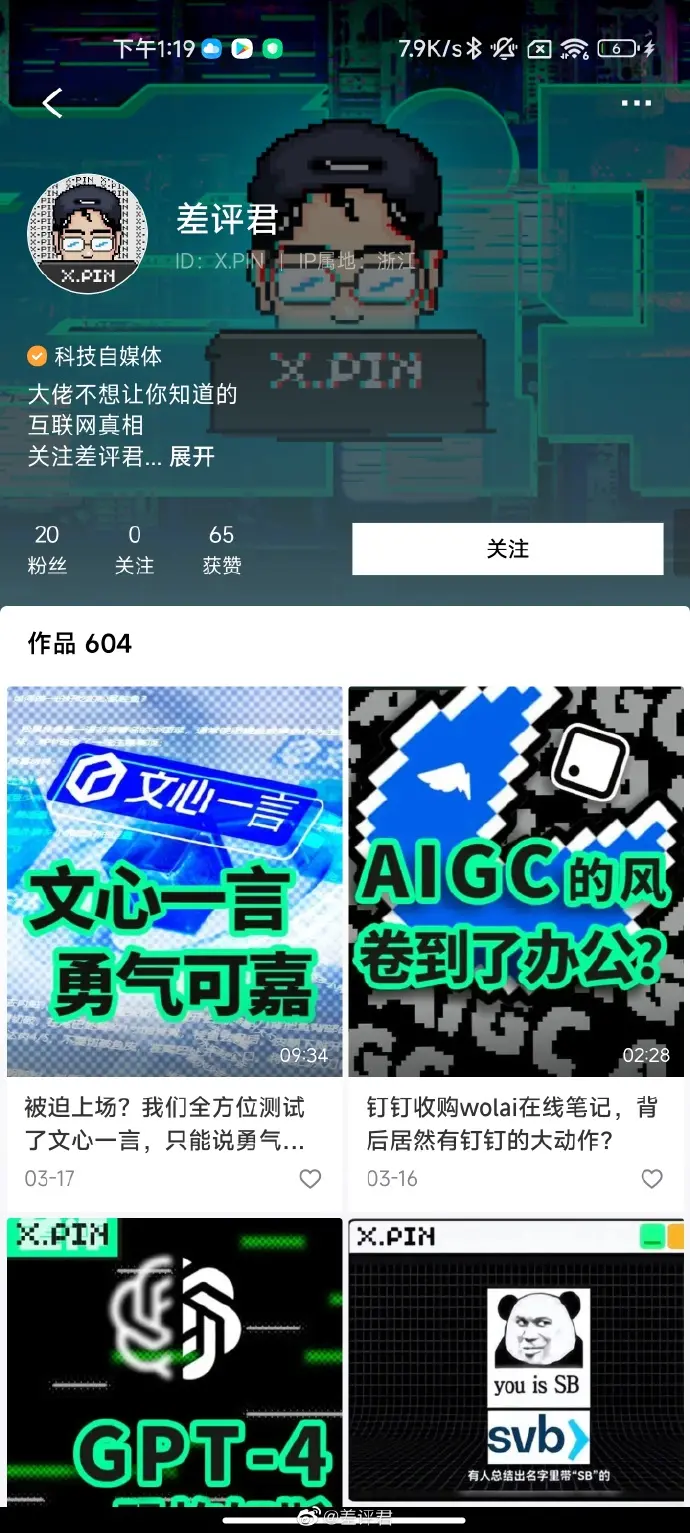 下午1:19
7.9K/s
6
6
X.PIN
差评君
ID：X.PIN | IP属地：浙江
X.PIN
科技自媒体
大佬不想让你知道的
互联网真相
关注差评君... 展开
20
粉丝
0
关注
65
获赞
关注
作品 604
文心一言
文心一言
勇气可嘉
09:34
AIGC的风
卷到了办公？
02:28
被迫上场？我们全方位测试
了文心一言，只能说勇气...
03-17
钉钉收购wolai在线笔记，背
后居然有钉钉的大动作？
03-16
X.PIN
GPT-4
X.PIN
you is SB
svb
有人总结出名字里带“SB”的
@差评君